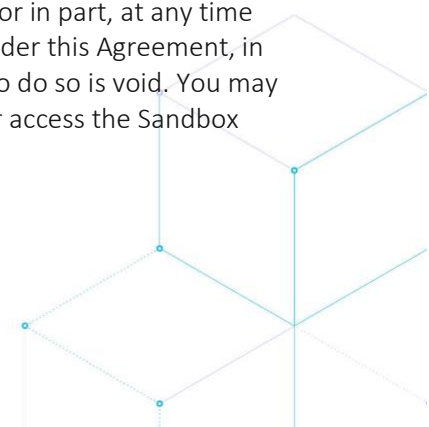 or in part, at any time
der this Agreement, in
o do so is void. You may
access the Sandbox